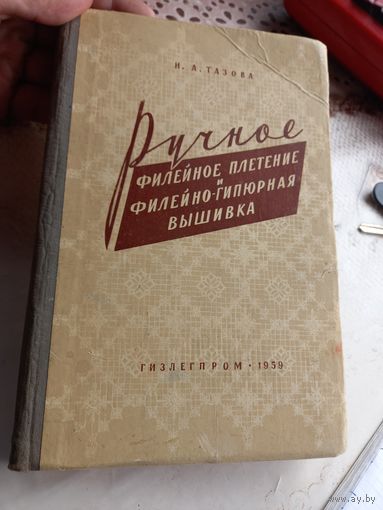 Н. А. ТАЗОВА
Ручное
ФИЛЕЙНОЕ ПЛЕТЕНИЕ
И
ФИЛЕЙНО-ГИПЮРНАЯ
ВЫШИВКА
ГИЗЛЕГПРОМ • 1959
ay.by